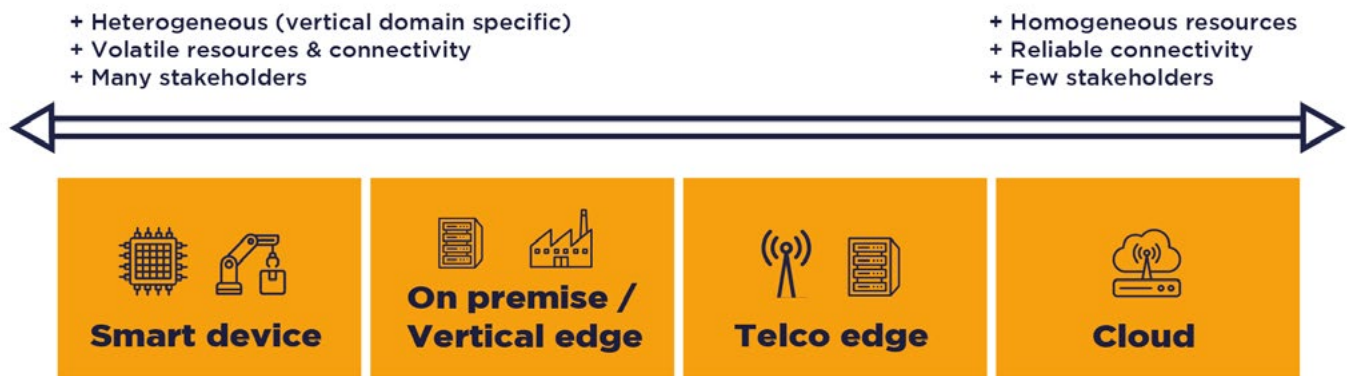 + Heterogeneous (vertical domain specific)
+ Volatile resources & connectivity
+ Many stakeholders
+ Homogeneous resources
+ Reliable connectivity
+ Few stakeholders
Smart device
On premise /
Vertical edge
Telco edge
Cloud